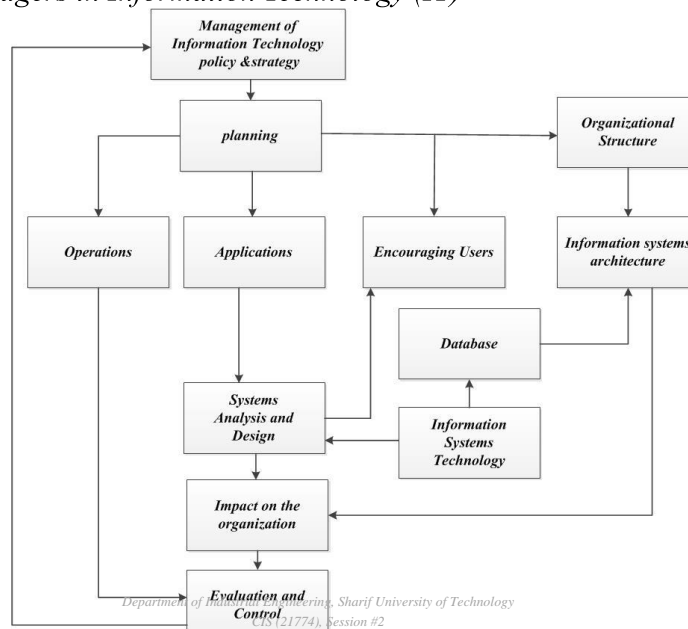 in Information Technology (IT)
Management of
Information Technology
policy &strategy
planning
Organizational
Structure
Operations
Applications
Encouraging Users
Information systems
architecture
Database
Systems
Analysis and
Design
Information
Systems
Technology
Impact on the
organization
Evaluation and
Control
Department of Industrial Engineering, Sharif University of Technology
CIS (21774), Session #2